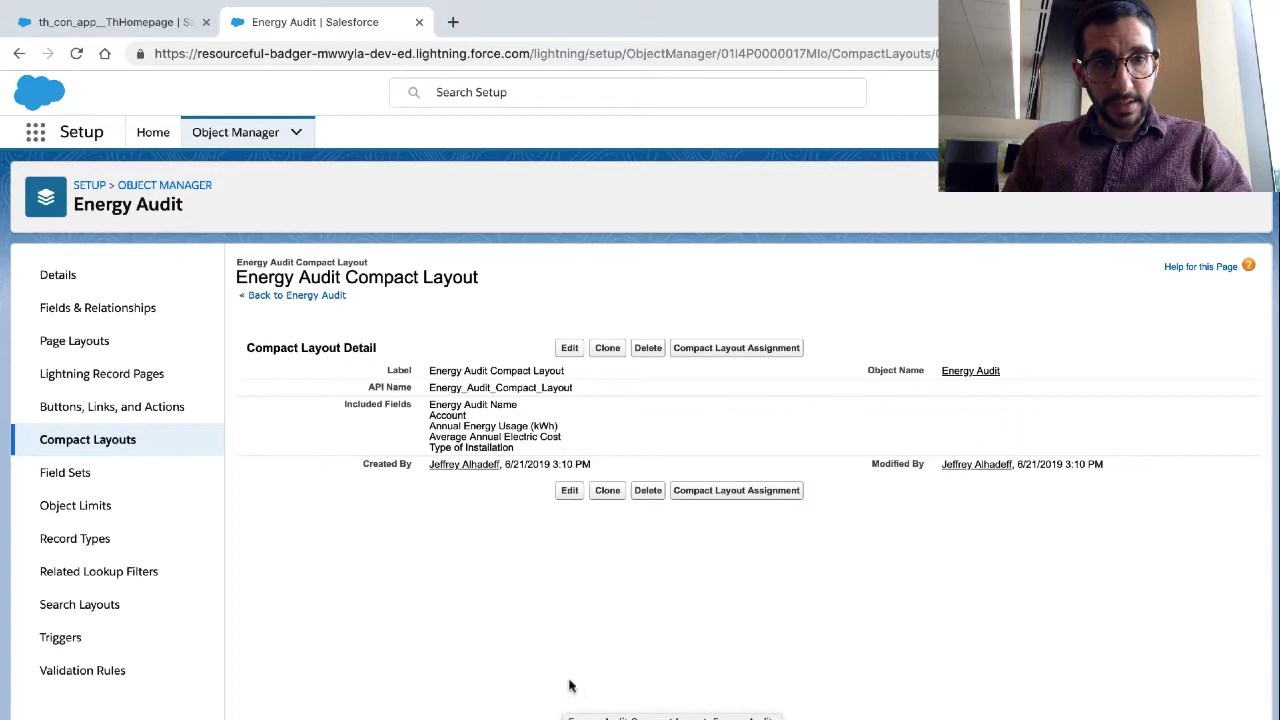 th_con_app__ThHomepage | Sa
Energy Audit | Salesforce
https://resourceful-badger-mwwyla-dev-ed.lightning.force.com/lightning/setup/ObjectManager/01I4P0000017MIo/CompactLayouts/
Search Setup
Setup
Home
Object Manager
SETUP > OBJECT MANAGER
Energy Audit
Details
Fields & Relationships
Page Layouts
Lightning Record Pages
Buttons, Links, and Actions
Compact Layouts
Field Sets
Object Limits
Record Types
Related Lookup Filters
Search Layouts
Triggers
Validation Rules
Energy Audit Compact Layout
Energy Audit Compact Layout
« Back to Energy Audit
Help for this Page ?
Compact Layout Detail
Edit Clone Delete Compact Layout Assignment
Label Energy Audit Compact Layout Object Name Energy Audit
API Name Energy_Audit_Compact_Layout
Included Fields Energy Audit Name
Account
Annual Energy Usage (kWh)
Average Annual Electric Cost
Type of Installation
Created By Jeffrey Alhadeff, 6/21/2019 3:10 PM Modified By Jeffrey Alhadeff, 6/21/2019 3:10 PM
Edit Clone Delete Compact Layout Assignment